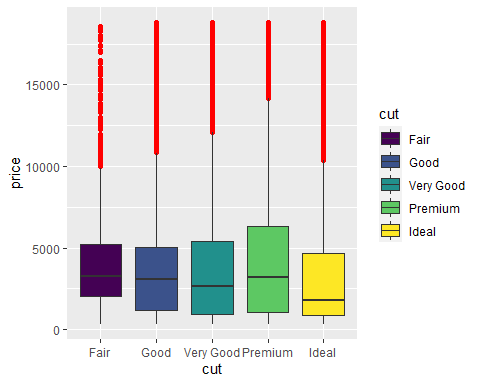 price
15000
10000
5000
0
Fair Good Very Good Premium Ideal
cut
cut
Fair
Good
Very Good
Premium
Ideal